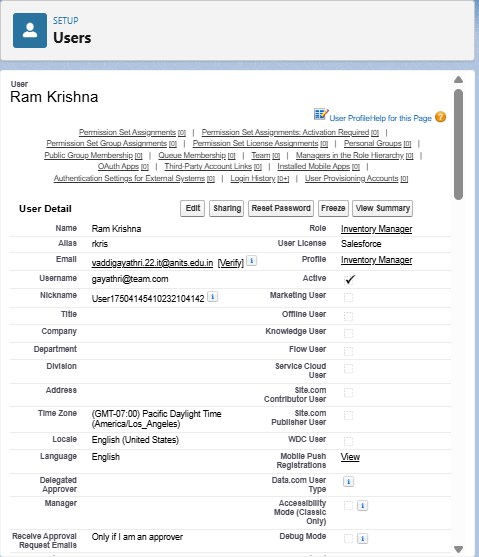 SETUP
Users
User
Ram Krishna
User Profile Help for this Page
Permission Set Assignments [0] | Permission Set Assignments: Activation Required [0] |
Permission Set Group Assignments [0] | Permission Set License Assignments [0] | Personal Groups [0] |
Public Group Membership [0] | Queue Membership [0] | Team [0] | Managers in the Role Hierarchy [0] |
OAuth Apps [0] | Third-Party Account Links [0] | Installed Mobile Apps [0] |
Authentication Settings for External Systems [0] | Login History [0+] | User Provisioning Accounts [0]
User Detail Edit Sharing Reset Password Freeze View Summary
Name Ram Krishna Role Inventory Manager
Alias rkris User License Salesforce
Email vaddigayathri.22.it@anits.edu.in [Verify] i Profile Inventory Manager
Username gayathri@team.com Active ✓
Nickname User17504145410232104142 i Marketing User
Title Offline User
Company Knowledge User
Department Flow User
Division Service Cloud
User
Address Site.com
Contributor User
Time Zone (GMT-07:00) Pacific Daylight Time Site.com
(America/Los_Angeles) Publisher User
Locale English (United States) WDC User
Language English Mobile Push View
Registrations
Delegated Data.com User i
Approver Type
Manager Accessibility i
Mode (Classic
Only)
Receive Approval Only if I am an approver Debug Mode i
Request Emails